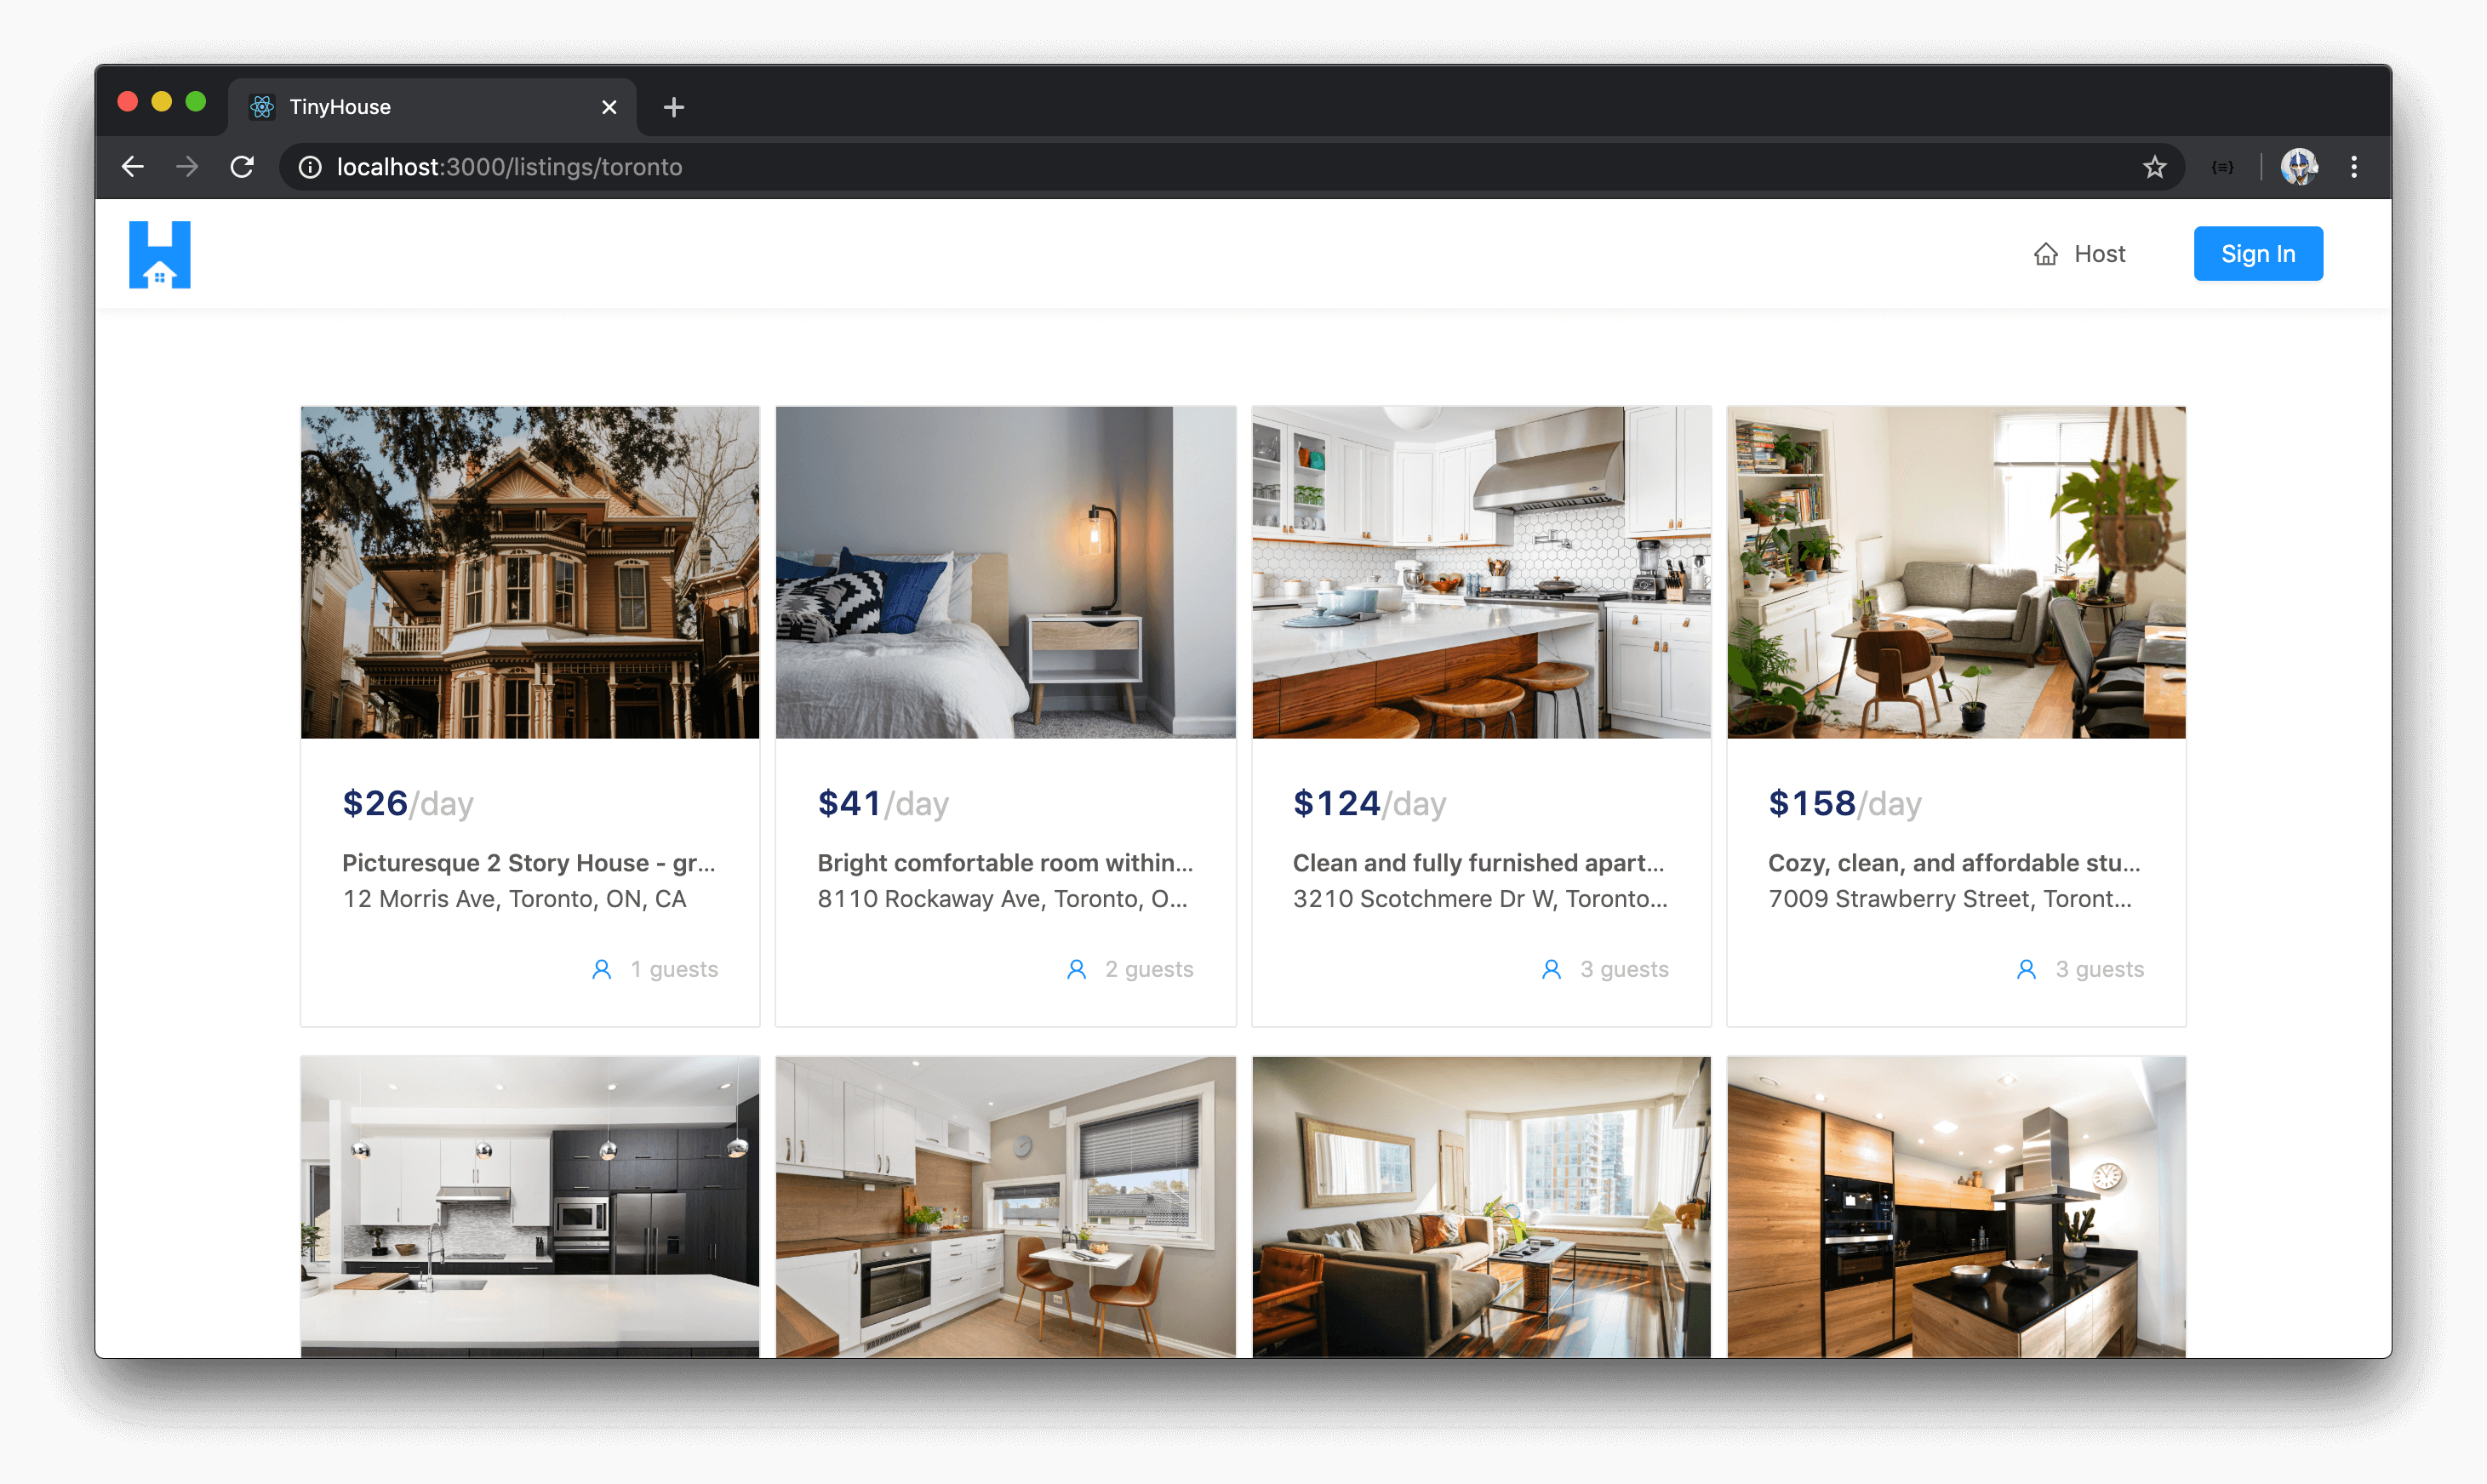 TinyHouse
localhost:3000/listings/toronto
Host
Sign In
$26/day
Picturesque 2 Story House - gr...
12 Morris Ave, Toronto, ON, CA
1 guests
$41/day
Bright comfortable room within...
8110 Rockaway Ave, Toronto, O...
2 guests
$124/day
Clean and fully furnished apart...
3210 Scotchmere Dr W, Toronto...
3 guests
$158/day
Cozy, clean, and affordable stu...
7009 Strawberry Street, Toront...
3 guests